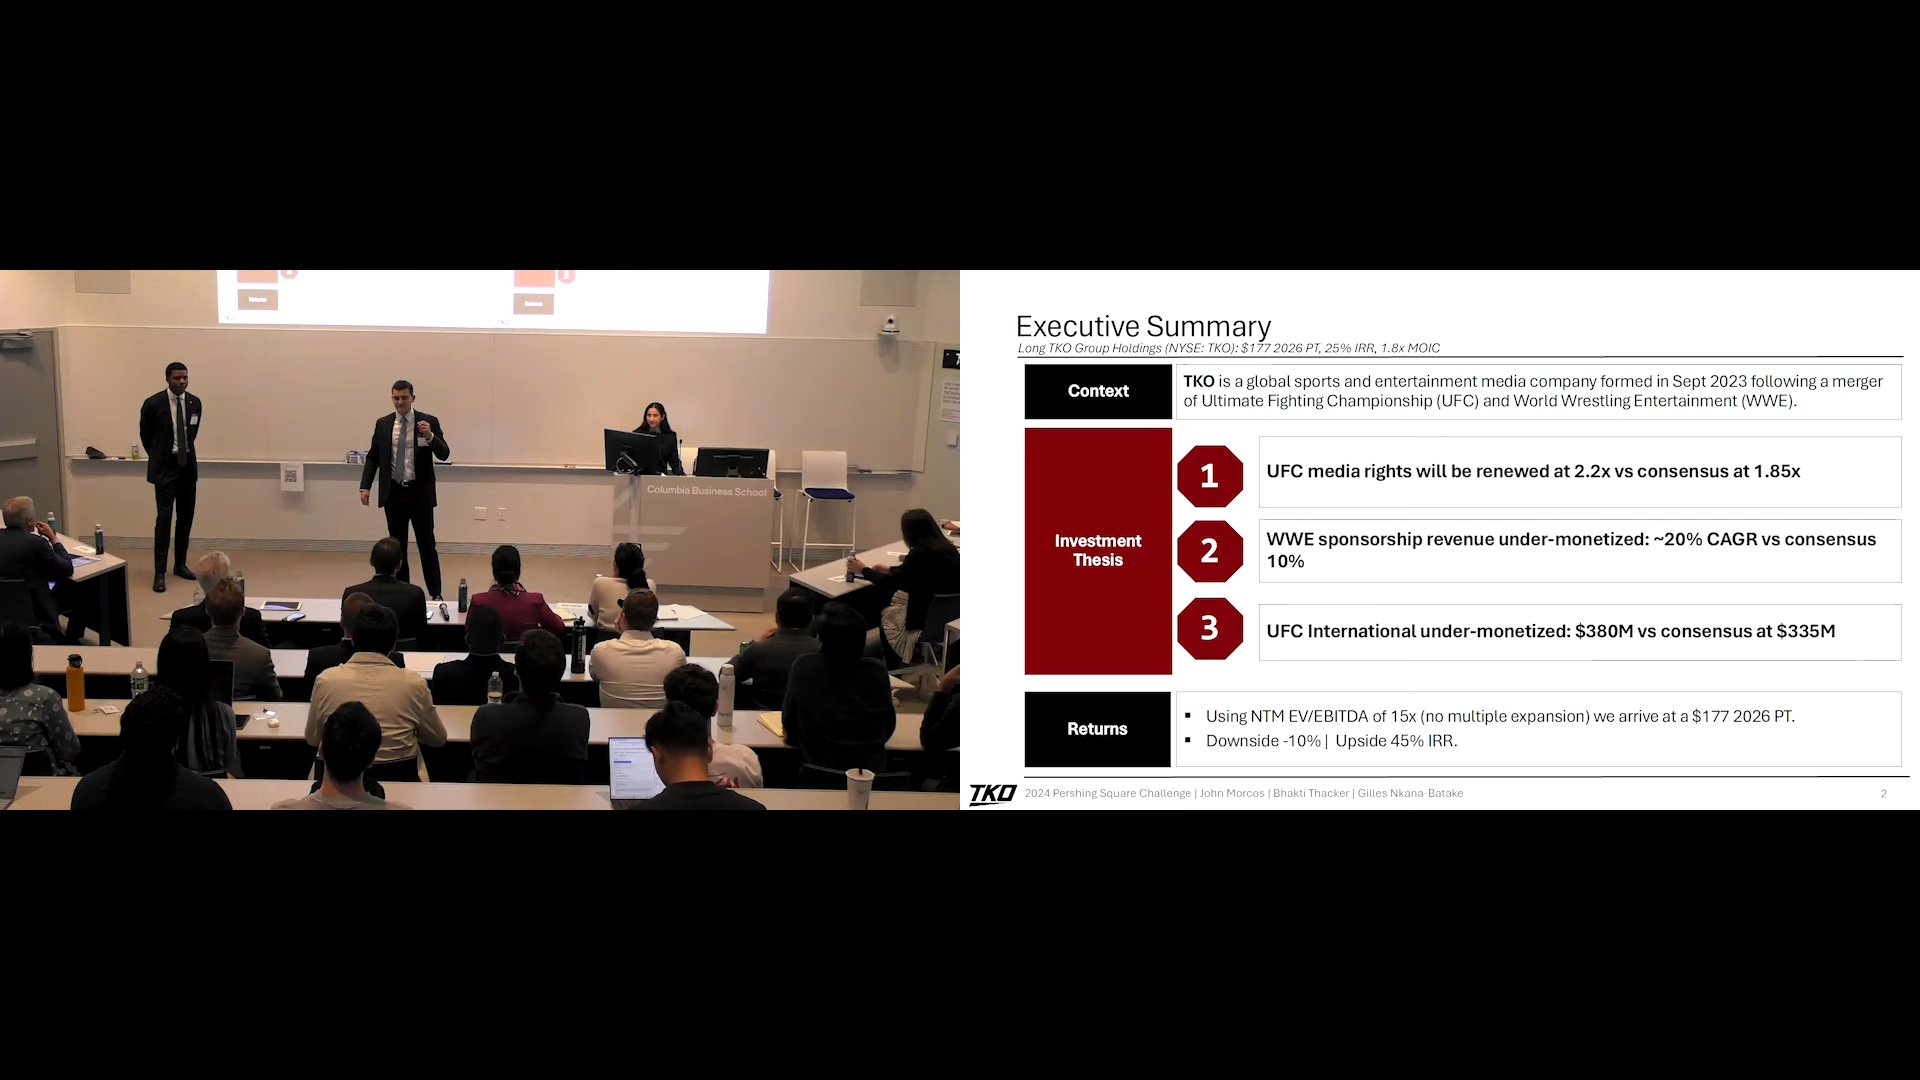 Returns
Returns
Columbia Business School
Executive Summary
Long TKO Group Holdings (NYSE: TKO): $177 2026 PT, 25% IRR, 1.8x MOIC
Context
TKO is a global sports and entertainment media company formed in Sept 2023 following a merger
of Ultimate Fighting Championship (UFC) and World Wrestling Entertainment (WWE).
Investment
Thesis
1
UFC media rights will be renewed at 2.2x vs consensus at 1.85x
2
WWE sponsorship revenue under-monetized: ~20% CAGR vs consensus
10%
3
UFC International under-monetized: $380M vs consensus at $335M
Returns
▪ Using NTM EV/EBITDA of 15x (no multiple expansion) we arrive at a $177 2026 PT.
▪ Downside -10% | Upside 45% IRR.
TKO
2024 Pershing Square Challenge | John Morcos | Bhakti Thacker | Gilles Nkana-Batake
2